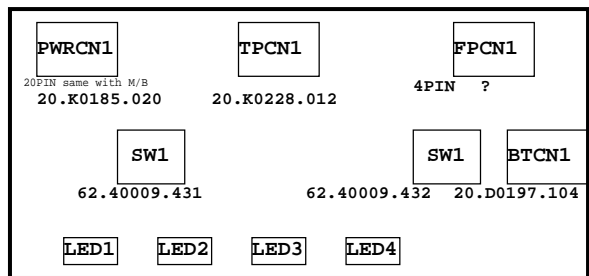 PWRCN1 TPCN1 FPCN1
20PIN same with M/B
4PIN ?
20.K0185.020 20.K0228.012
SW1 SW1 BTCN1
62.40009.431 62.40009.432 20.D0197.104
LED1 LED2 LED3 LED4